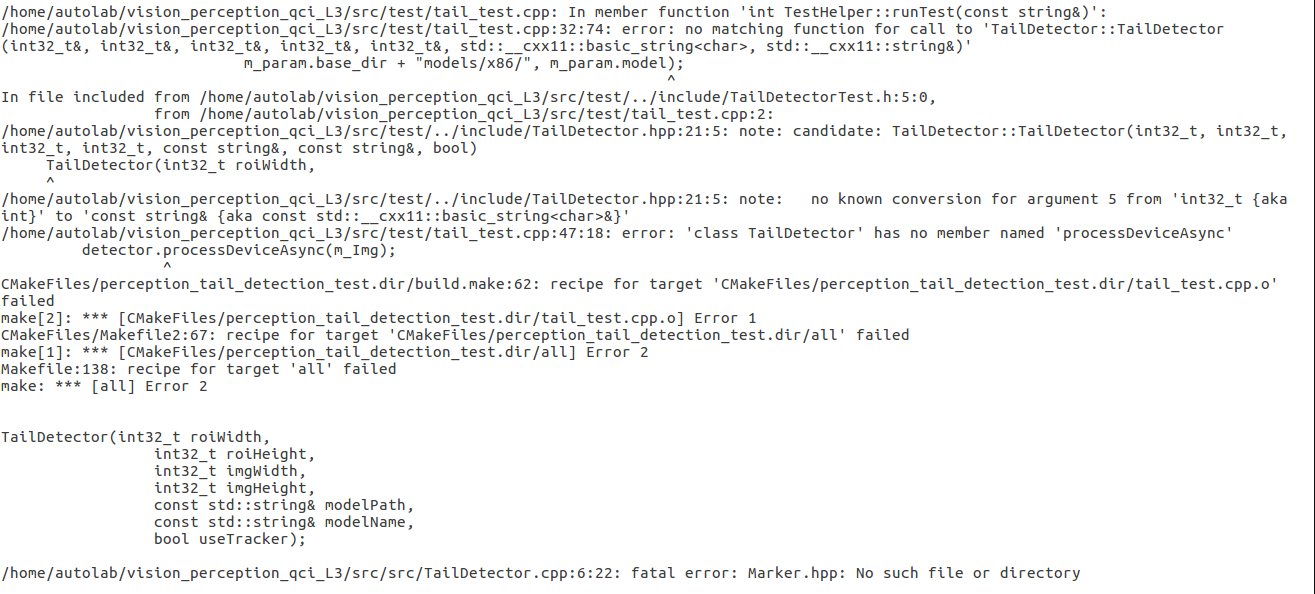 /home/autolab/vision_perception_qci_L3/src/test/tail_test.cpp: In member function 'int TestHelper::runTest(const string&)':
/home/autolab/vision_perception_qci_L3/src/test/tail_test.cpp:32:74: error: no matching function for call to 'TailDetector::TailDetector
(int32_t&, int32_t&, int32_t&, int32_t&, int32_t&, std::__cxx11::basic_string<char>, std::__cxx11::string&)'
                           m_param.base_dir + "models/x86/", m_param.model);
                                                                          ^
In file included from /home/autolab/vision_perception_qci_L3/src/test/../include/TailDetectorTest.h:5:0,
                 from /home/autolab/vision_perception_qci_L3/src/test/tail_test.cpp:2:
/home/autolab/vision_perception_qci_L3/src/test/../include/TailDetector.hpp:21:5: note: candidate: TailDetector::TailDetector(int32_t, int32_t,
int32_t, int32_t, const string&, const string&, bool)
     TailDetector(int32_t roiWidth,
     ^
/home/autolab/vision_perception_qci_L3/src/test/../include/TailDetector.hpp:21:5: note:   no known conversion for argument 5 from 'int32_t {aka
int}' to 'const string& {aka const std::__cxx11::basic_string<char>&}'
/home/autolab/vision_perception_qci_L3/src/test/tail_test.cpp:47:18: error: 'class TailDetector' has no member named 'processDeviceAsync'
         detector.processDeviceAsync(m_Img);
                  ^
CMakeFiles/perception_tail_detection_test.dir/build.make:62: recipe for target 'CMakeFiles/perception_tail_detection_test.dir/tail_test.cpp.o'
failed
make[2]: *** [CMakeFiles/perception_tail_detection_test.dir/tail_test.cpp.o] Error 1
CMakeFiles/Makefile2:67: recipe for target 'CMakeFiles/perception_tail_detection_test.dir/all' failed
make[1]: *** [CMakeFiles/perception_tail_detection_test.dir/all] Error 2
Makefile:138: recipe for target 'all' failed
make: *** [all] Error 2
TailDetector(int32_t roiWidth,
                 int32_t roiHeight,
                 int32_t imgWidth,
                 int32_t imgHeight,
                 const std::string& modelPath,
                 const std::string& modelName,
                 bool useTracker);
/home/autolab/vision_perception_qci_L3/src/src/TailDetector.cpp:6:22: fatal error: Marker.hpp: No such file or directory